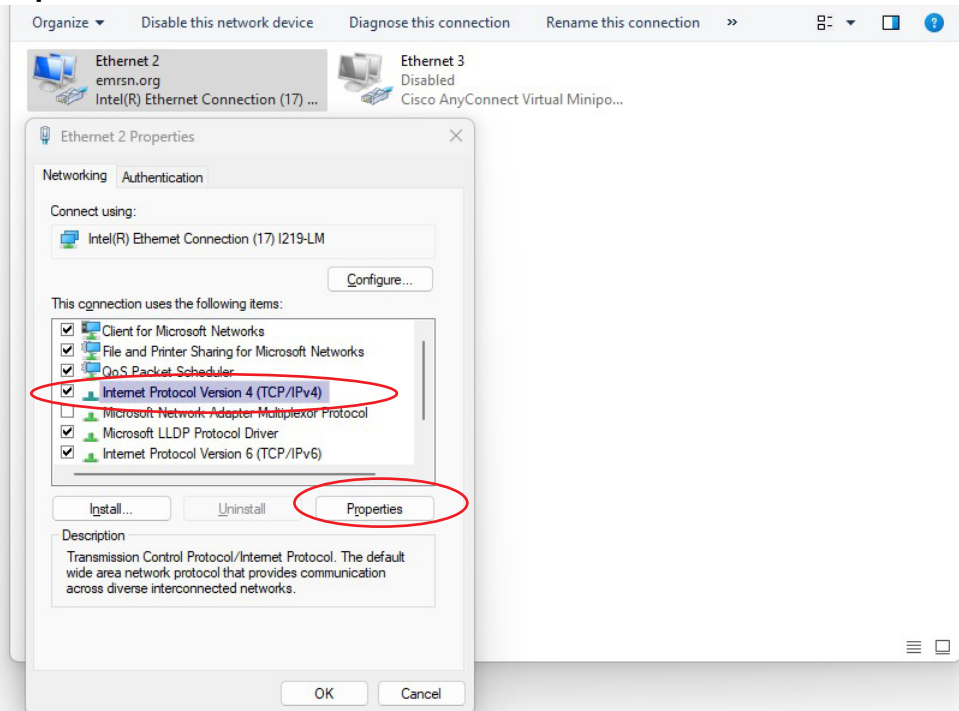 Organize Disable this network device Diagnose this connection Rename this connection »
Ethernet 2
emrsn.org
Intel(R) Ethernet Connection (17) ...
Ethernet 3
Disabled
Cisco AnyConnect Virtual Minipo...
Ethernet 2 Properties
Networking Authentication
Connect using:
Intel(R) Ethernet Connection (17) I219-LM
Configure...
This connection uses the following items:
Client for Microsoft Networks
File and Printer Sharing for Microsoft Networks
QoS Packet Scheduler
Internet Protocol Version 4 (TCP/IPv4)
Microsoft Network Adapter Multiplexor Protocol
Microsoft LLDP Protocol Driver
Internet Protocol Version 6 (TCP/IPv6)
Install... Uninstall Properties
Description
Transmission Control Protocol/Internet Protocol. The default
wide area network protocol that provides communication
across diverse interconnected networks.
OK Cancel